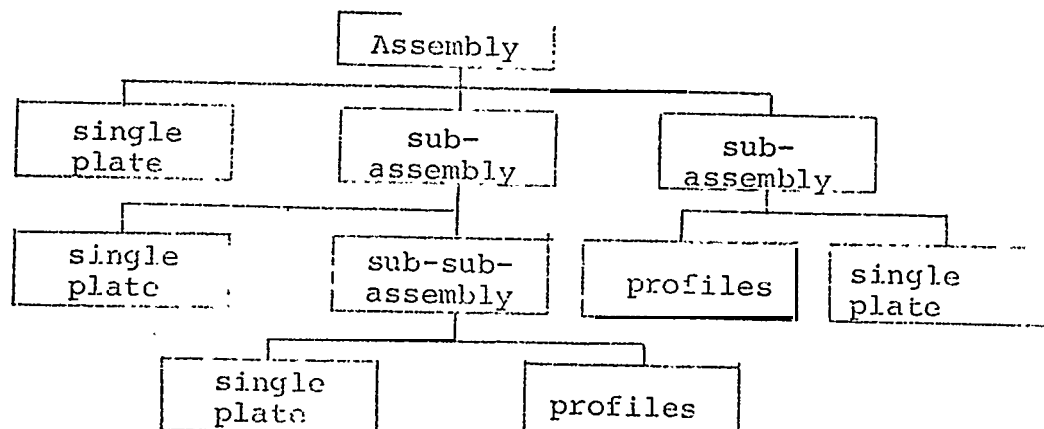 Assembly
single
plate
sub-
assembly
sub-
assembly
single
plate
sub-sub-
assembly
profiles
single
plate
single
plate
profiles